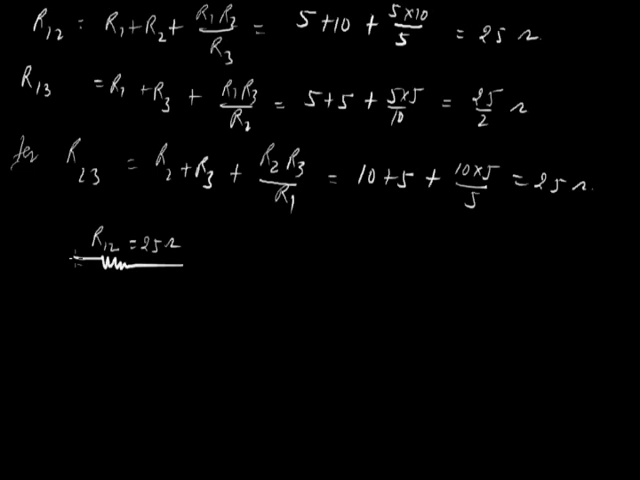 R12 = R1+R2+ R1R2/R3 = 5+10+ 5×10/5 = 25 Ω
R13 = R1+R3 + R1R3/R2 = 5+5+ 5×5/10 = 25/2 Ω
for R23 = R2+R3 + R2R3/R1 = 10+5 + 10×5/5 = 25 Ω.
R12 = 25 Ω